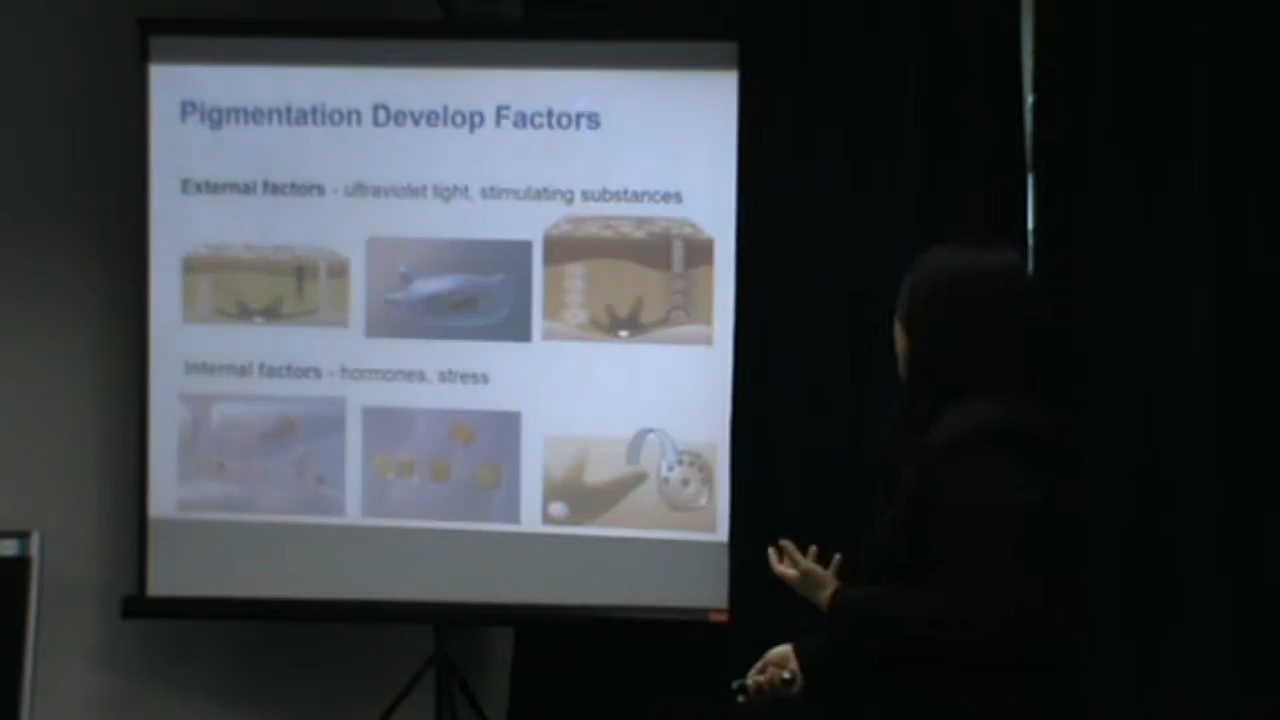 Pigmentation Develop Factors
External factors - ultraviolet light, stimulating substances
Internal factors - hormones, stress